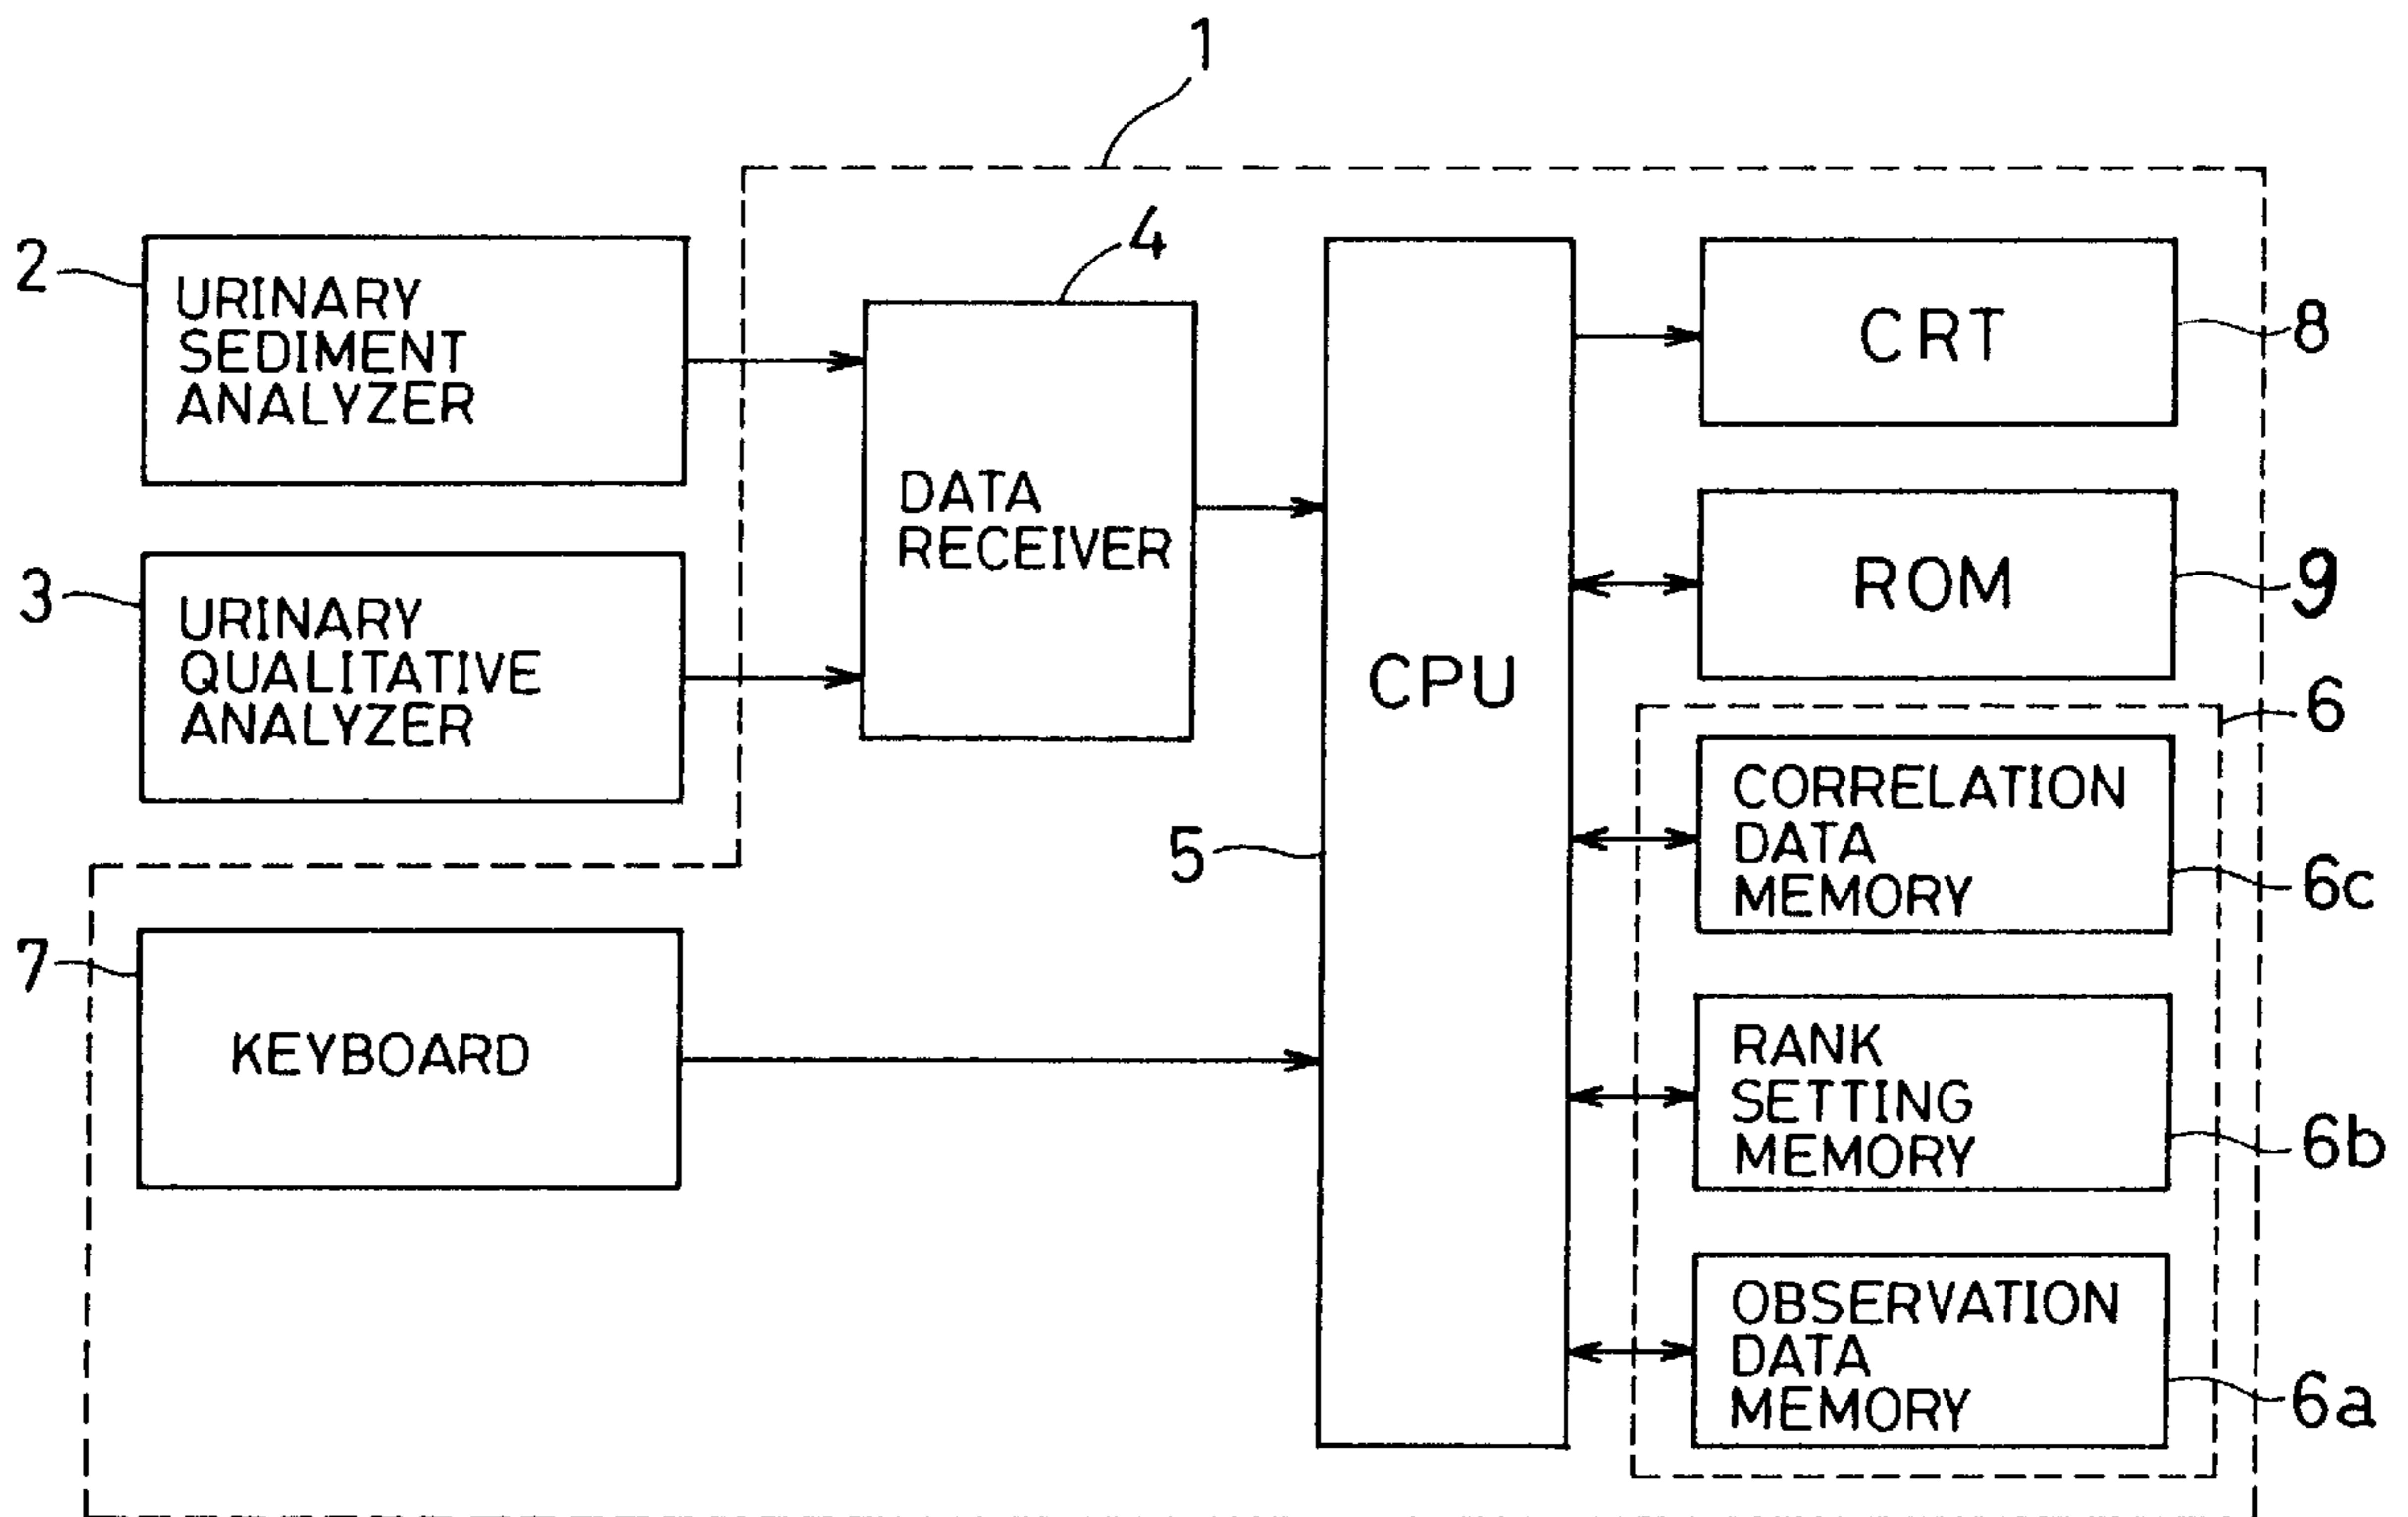 1
2
URINARY
SEDIMENT
ANALYZER
3
URINARY
QUALITATIVE
ANALYZER
4
DATA
RECEIVER
5
CPU
7
KEYBOARD
CRT
8
ROM
9
6
CORRELATION
DATA
MEMORY
6c
RANK
SETTING
MEMORY
6b
OBSERVATION
DATA
MEMORY
6a